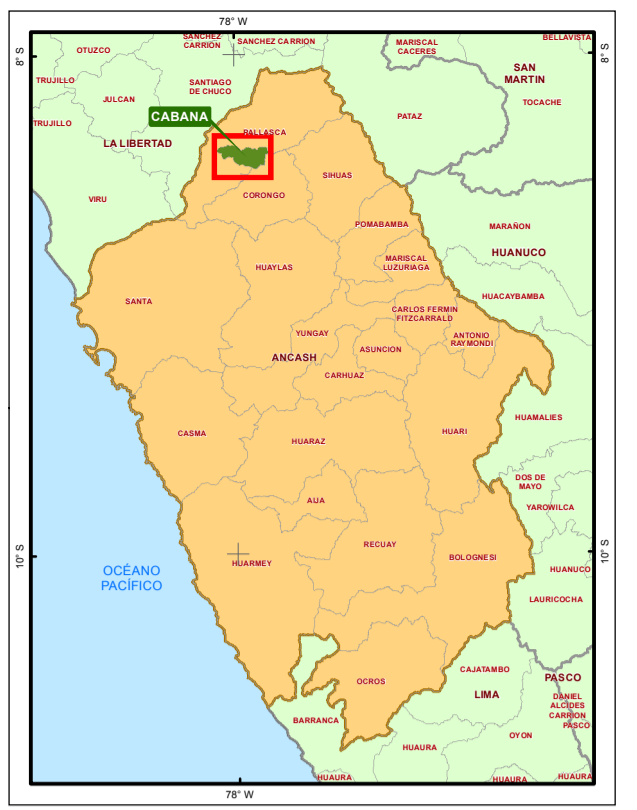 78° W
8° S
8° S
OTUZCO
SANCHEZ
CARRION
SANCHEZ CARRION
MARISCAL
CACERES
BELLAVISTA
SAN
MARTIN
TRUJILLO
SANTIAGO
DE CHUCO
JULCAN
TOCACHE
CABANA
PATAZ
TRUJILLO
PALLASCA
LA LIBERTAD
SIHUAS
VIRU
CORONGO
POMABAMBA
MARAÑON
HUANUCO
MARISCAL
LUZURIAGA
HUAYLAS
SANTA
HUACAYBAMBA
CARLOS FERMIN
FITZCARRALD
YUNGAY
ANTONIO
RAYMONDI
ASUNCION
ANCASH
CARHUAZ
HUAMALIES
CASMA
HUARI
HUARAZ
DOS DE
MAYO
AIJA
YAROWILCA
RECUAY
BOLOGNESI
10° S
10° S
HUARMEY
OCÉANO
PACÍFICO
HUANUCO
LAURICOCHA
CAJATAMBO
PASCO
OCROS
LIMA
DANIEL
ALCIDES
CARRION
PASCO
BARRANCA
OYON
HUAURA
HUAURA
HUAURA
HUAURA
78° W